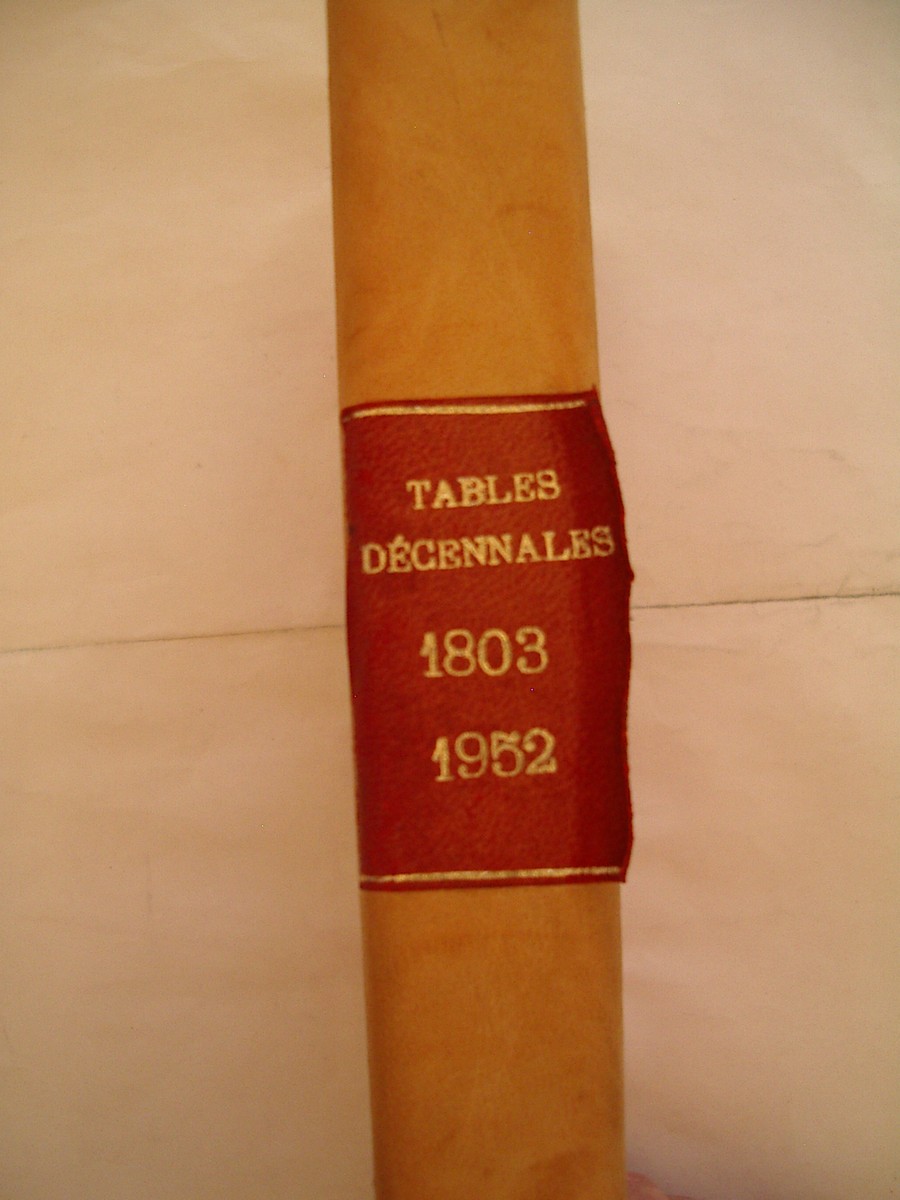 TABLES
DÉCENNALES
1803
1952